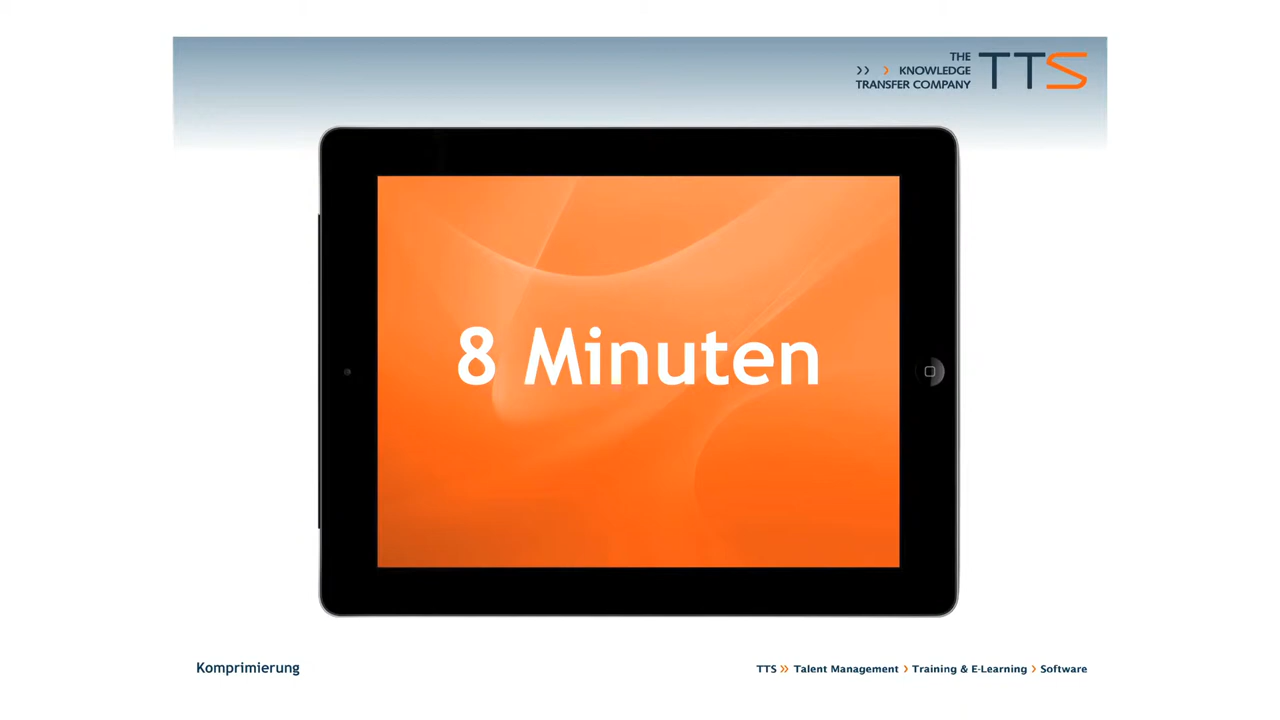 THE
›› › KNOWLEDGE
TRANSFER COMPANY
TTS
8 Minuten
Komprimierung
TTS ›› Talent Management › Training & E-Learning › Software